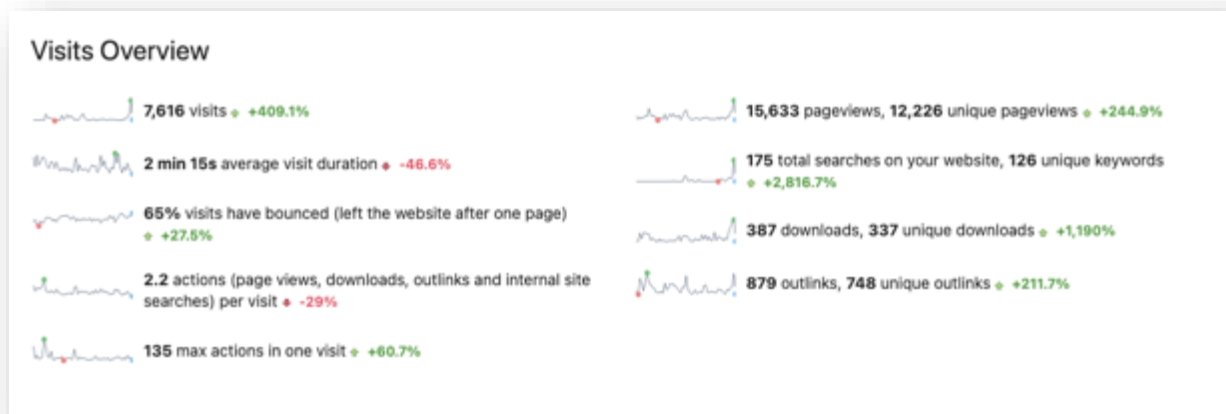 Visits Overview
7,616 visits +409.1%
2 min 15s average visit duration -46.6%
65% visits have bounced (left the website after one page)
+27.5%
2.2 actions (page views, downloads, outlinks and internal site
searches) per visit -29%
135 max actions in one visit +60.7%
15,633 pageviews, 12,226 unique pageviews +244.9%
175 total searches on your website, 126 unique keywords
+2,816.7%
387 downloads, 337 unique downloads +1,190%
879 outlinks, 748 unique outlinks +211.7%